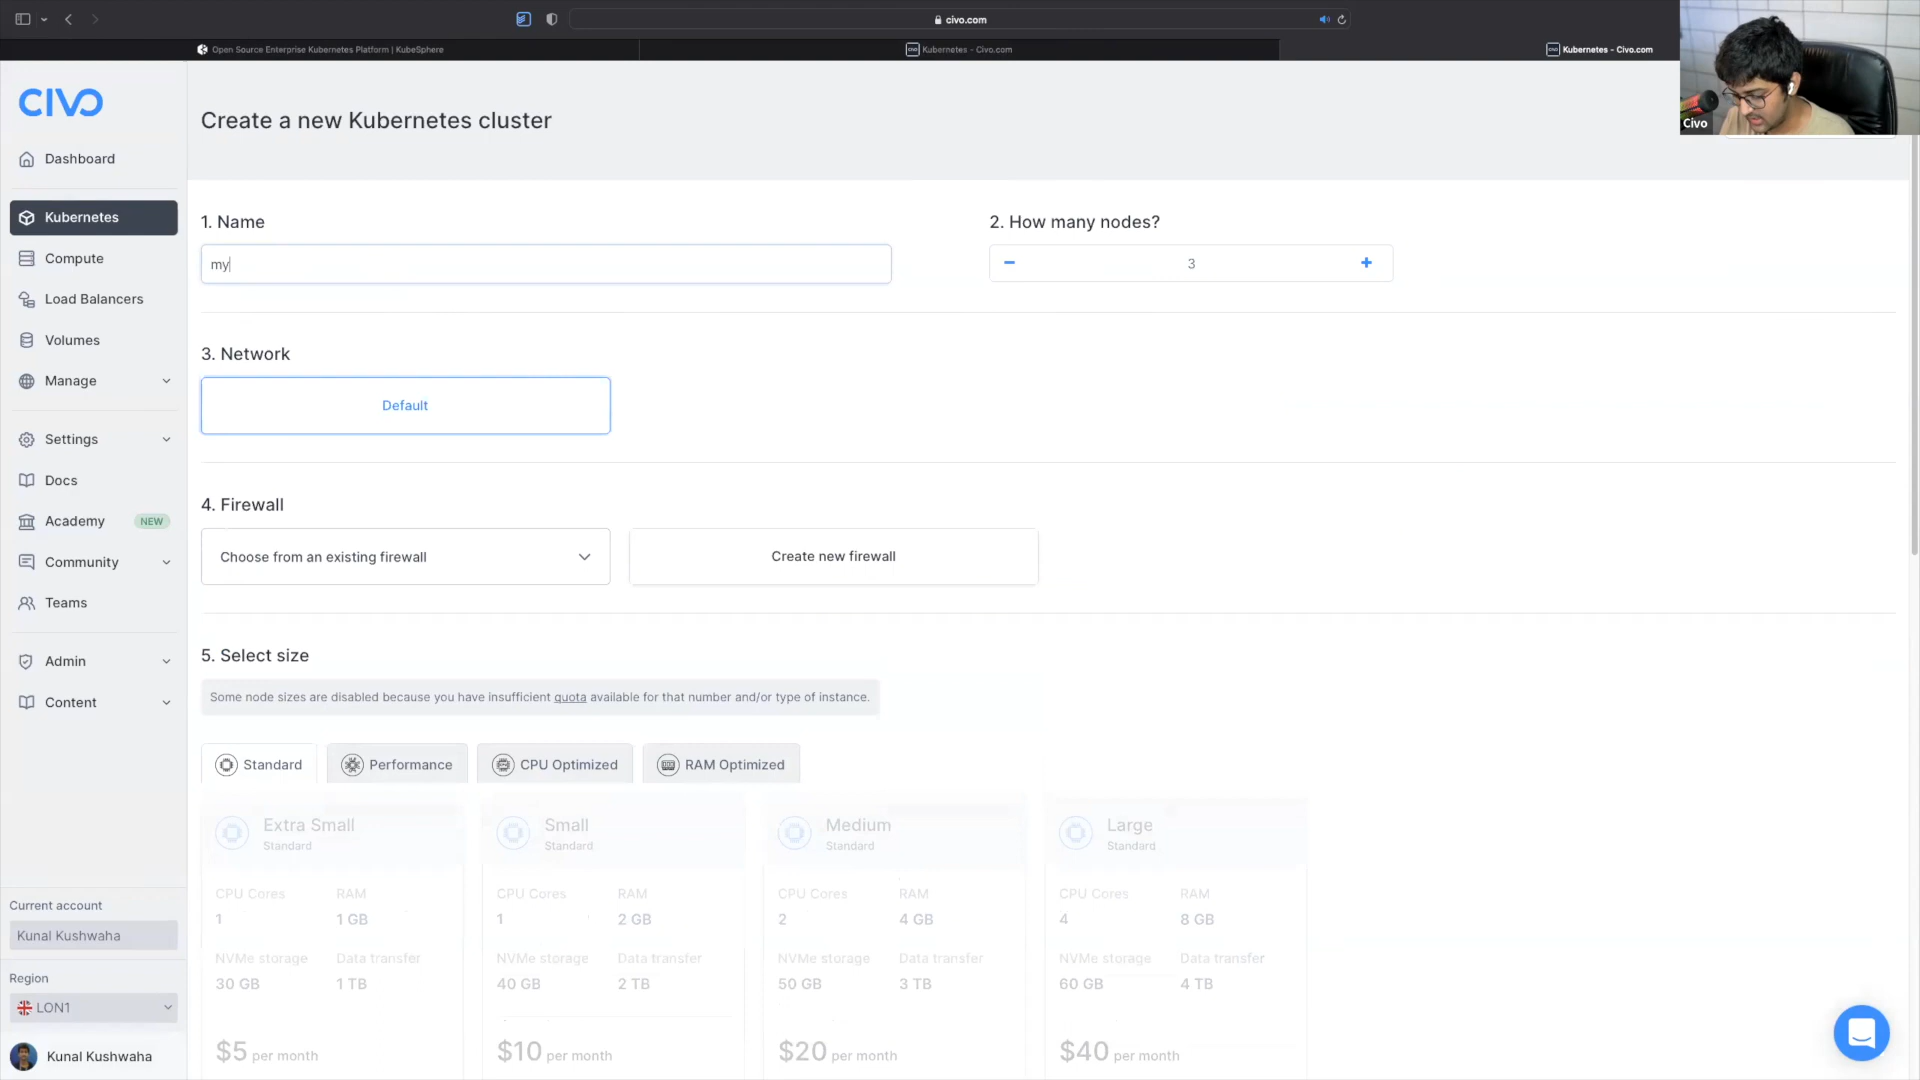 civo.com
Open Source Enterprise Kubernetes Platform | KubeSphere
Kubernetes - Civo.com
Kubernetes - Civo.com
Civo
CIVO
Dashboard
Kubernetes
Compute
Load Balancers
Volumes
Manage
Settings
Docs
Academy NEW
Community
Teams
Admin
Content
Current account
Kunal Kushwaha
Region
LON1
Kunal Kushwaha
Create a new Kubernetes cluster
1. Name
my
2. How many nodes?
− 3 +
3. Network
Default
4. Firewall
Choose from an existing firewall
Create new firewall
5. Select size
Some node sizes are disabled because you have insufficient quota available for that number and/or type of instance.
Standard
Performance
CPU Optimized
RAM Optimized
Extra Small
Standard
CPU Cores RAM
1 1 GB
NVMe storage Data transfer
30 GB 1 TB
$5 per month
Small
Standard
CPU Cores RAM
1 2 GB
NVMe storage Data transfer
40 GB 2 TB
$10 per month
Medium
Standard
CPU Cores RAM
2 4 GB
NVMe storage Data transfer
50 GB 3 TB
$20 per month
Large
Standard
CPU Cores RAM
4 8 GB
NVMe storage Data transfer
60 GB 4 TB
$40 per month